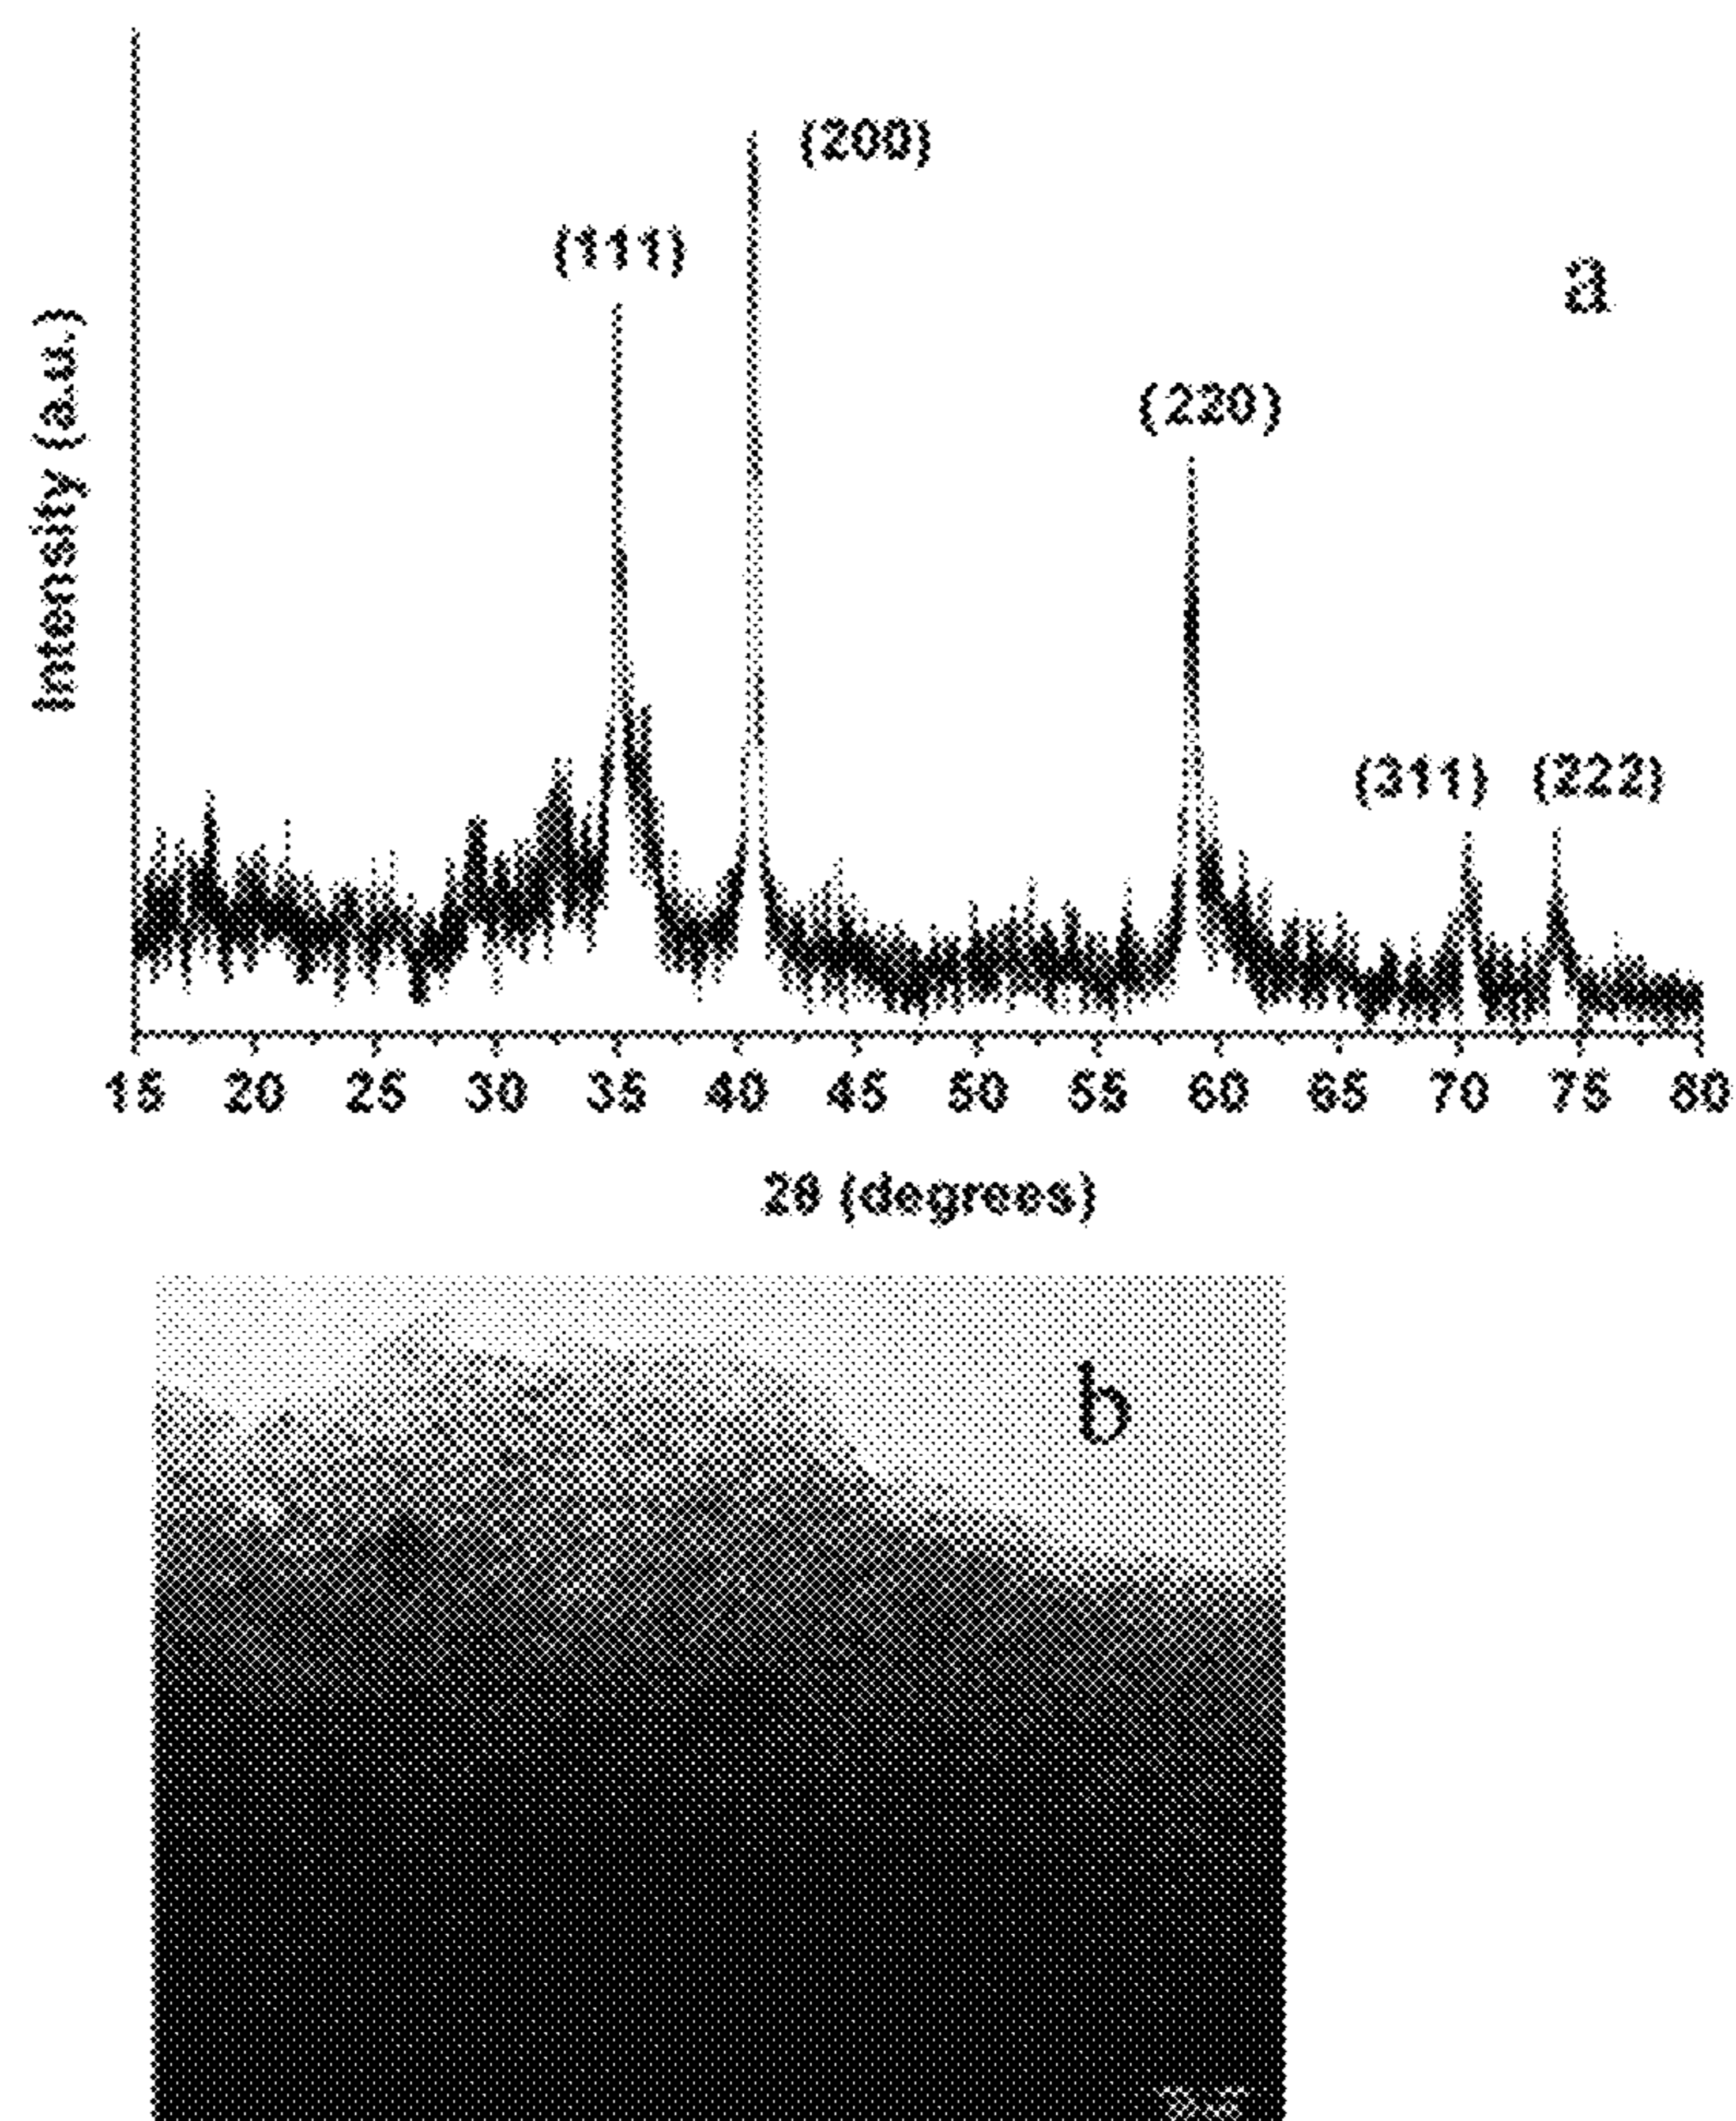 (200)
(111)
a
(220)
(311) (222)
Intensity (a.u.)
15 20 25 30 35 40 45 50 55 60 65 70 75 80
2θ (degrees)
b